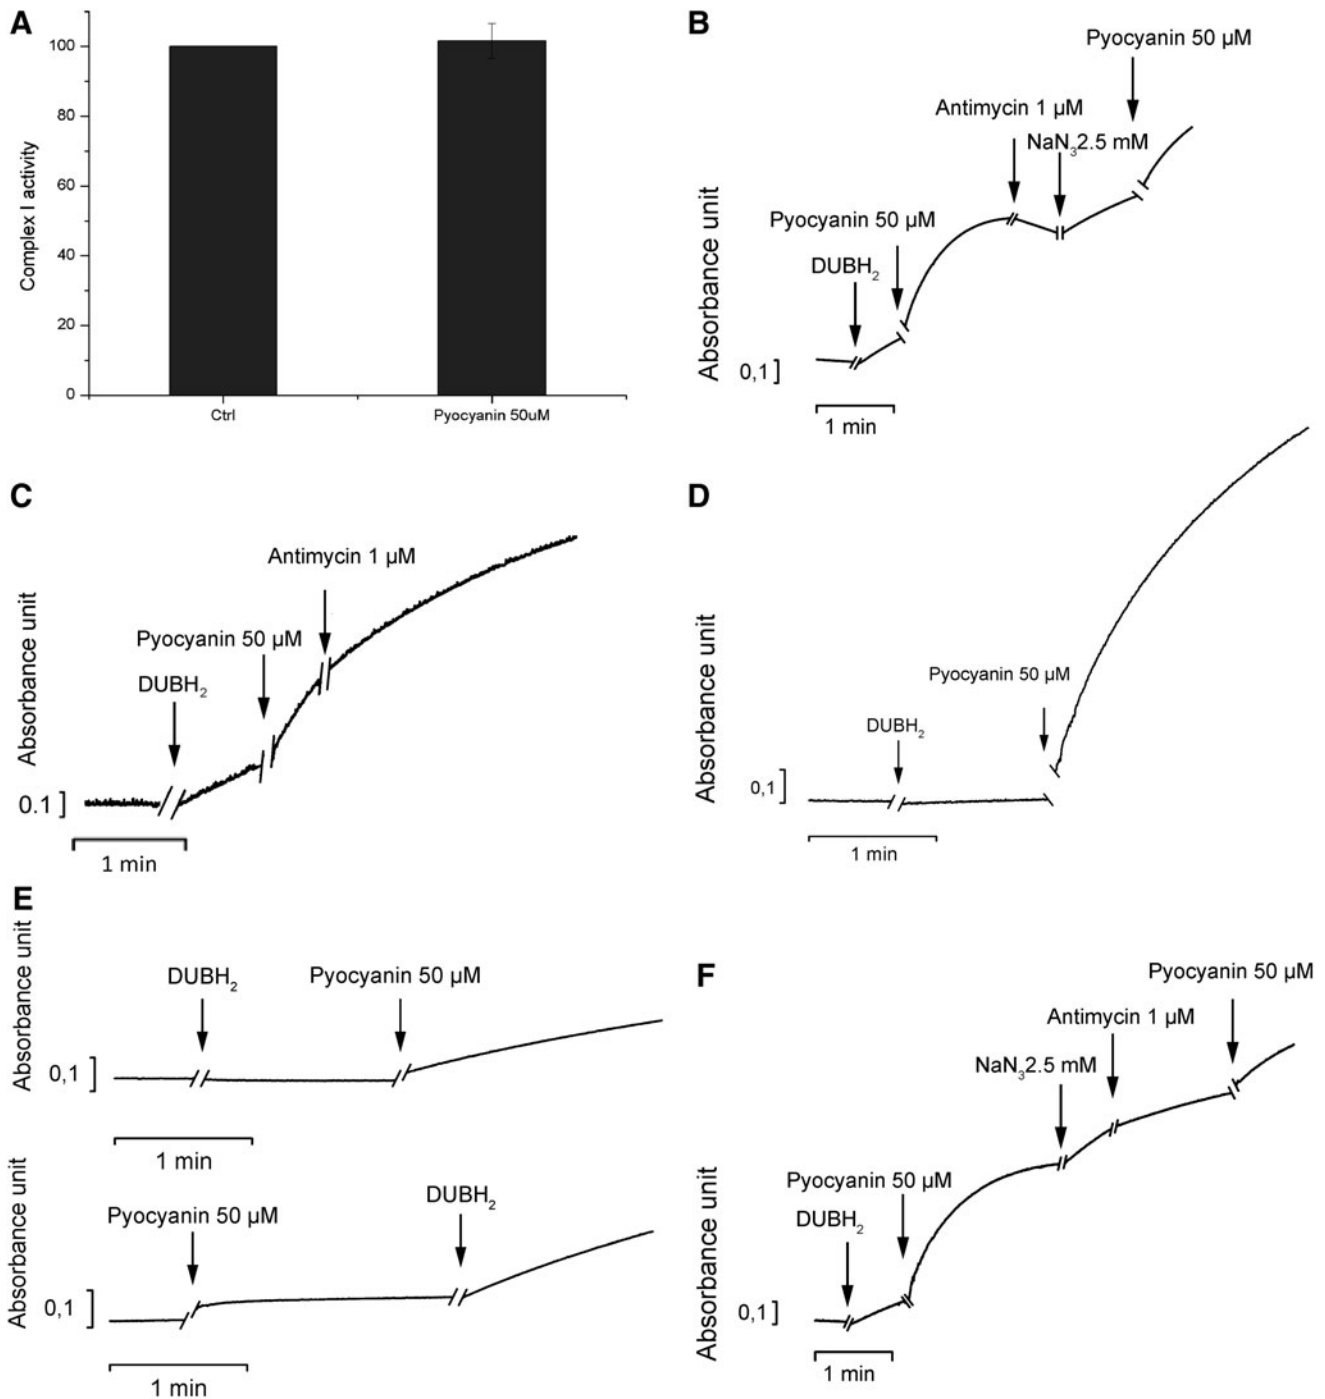 A
100
80
60
40
20
0
Complex I activity
Ctrl
Pyocyanin 50uM
B
Pyocyanin 50 µM
Antimycin 1 µM
NaN₃2.5 mM
Pyocyanin 50 µM
DUBH₂
Absorbance unit
0,1
1 min
C
Antimycin 1 µM
Pyocyanin 50 µM
DUBH₂
Absorbance unit
0.1
1 min
D
Pyocyanin 50 µM
DUBH₂
Absorbance unit
0,1
1 min
E
DUBH₂
Pyocyanin 50 µM
Absorbance unit
0,1
1 min
DUBH₂
Pyocyanin 50 µM
Absorbance unit
0,1
1 min
F
Pyocyanin 50 µM
Antimycin 1 µM
NaN₃2.5 mM
Pyocyanin 50 µM
DUBH₂
Absorbance unit
0,1
1 min